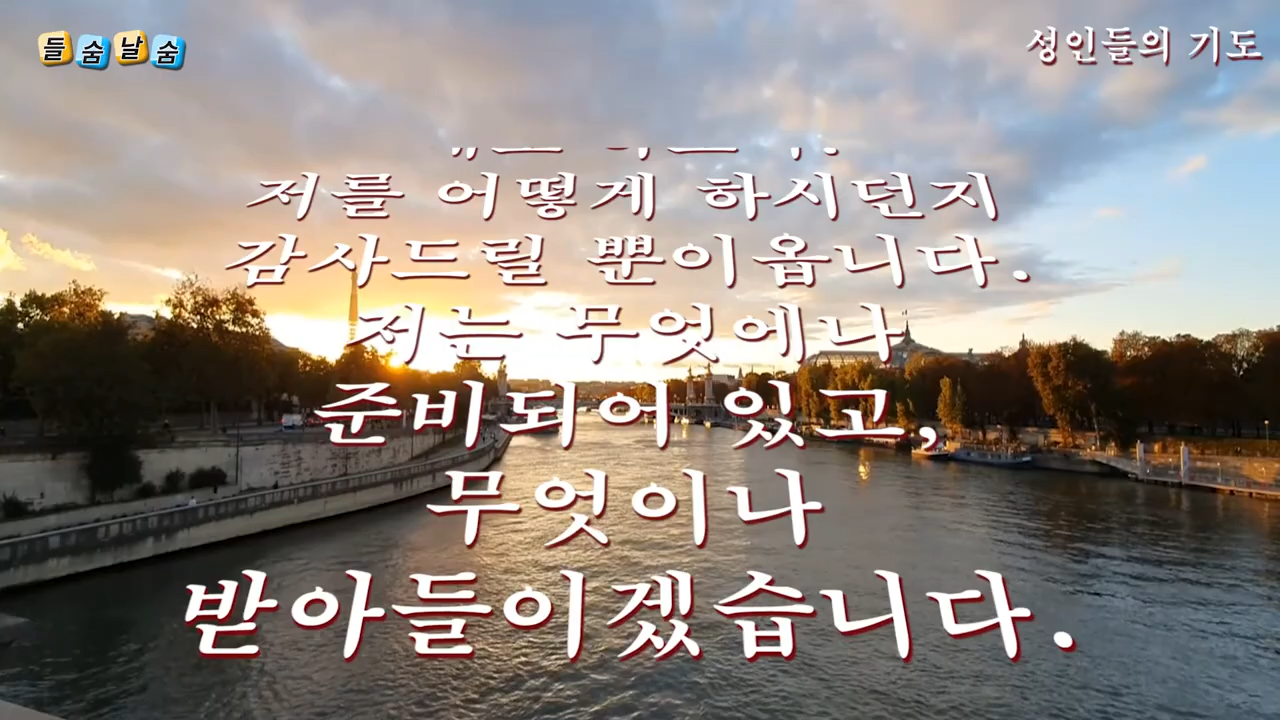 들숨날숨
성인들의 기도
저를 어떻게 하시던지
감사드릴 뿐이옵니다.
저는 무엇에나
준비되어 있고,
무엇이나
받아들이겠습니다.